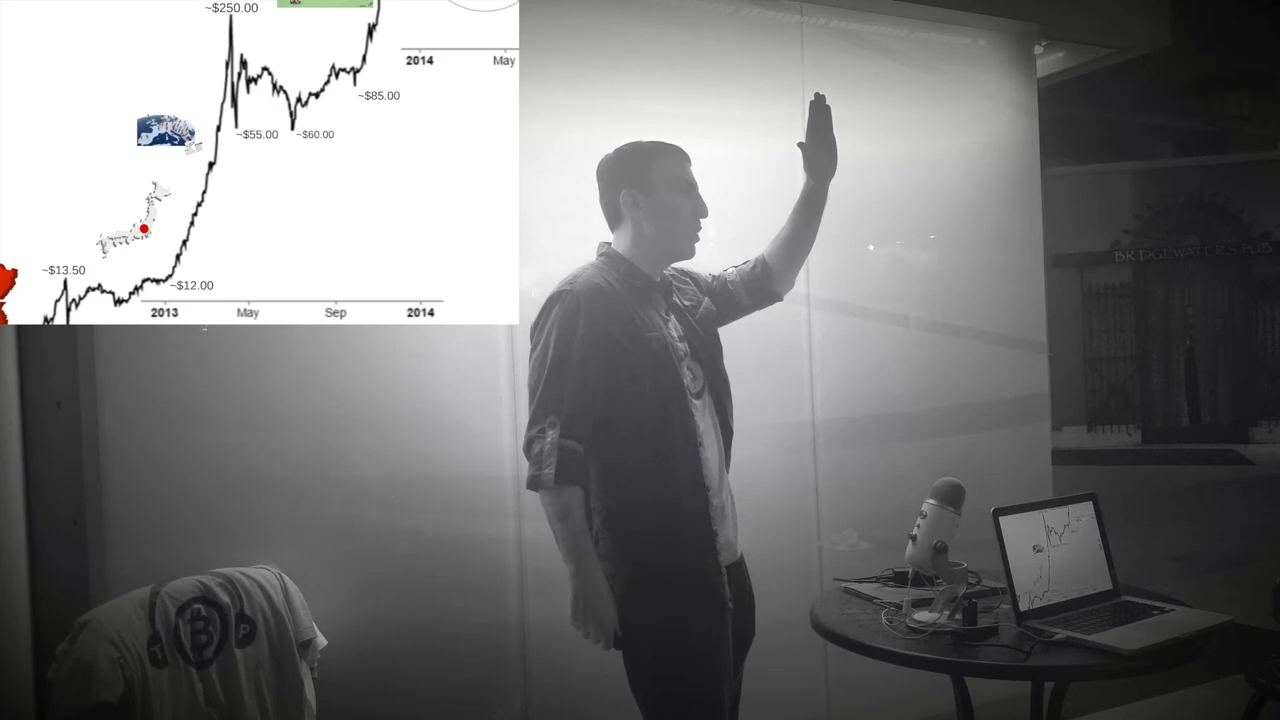 ~$250.00
2014 May
~$85.00
~$55.00
~$60.00
~$13.50
~$12.00
2013 May Sep 2014
BRIDGEWATERS PUB
T B P